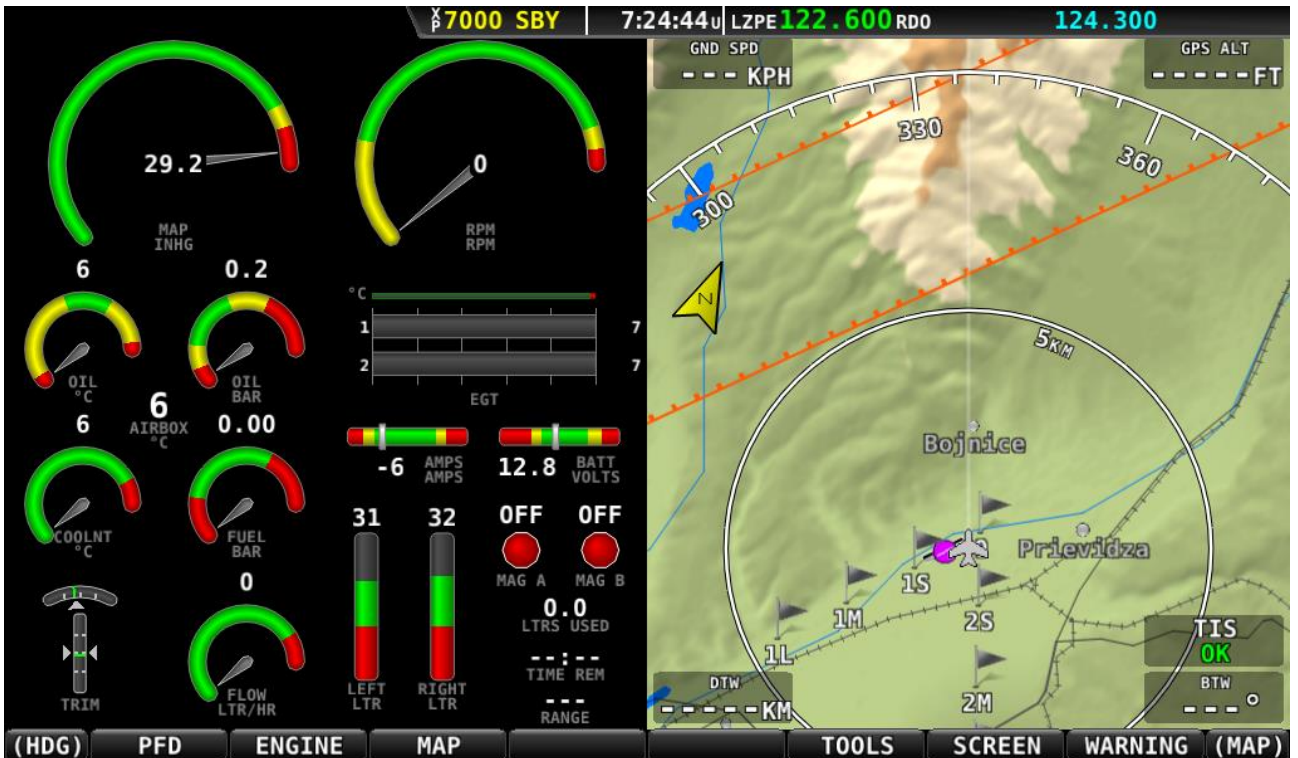 XP 7000 SBY 7:24:44U LZPE 122.600 RDO 124.300
29.2
MAP
INHG
0
RPM
RPM
6
OIL
°C
0.2
OIL
BAR
6
AIRBOX
°C
6
COOLNT
°C
0.00
FUEL
BAR
TRIM
0
FLOW
LTR/HR
°C
1 7
2 7
EGT
-6 AMPS
AMPS
12.8 BATT
VOLTS
31
LEFT
LTR
32
RIGHT
LTR
OFF
MAG A
OFF
MAG B
0.0
LTRS USED
--:--
TIME REM
---
RANGE
GND SPD
--- KPH
GPS ALT
-----FT
300
330
360
N
5KM
Bojnice
Prievidza
1S
1M
1L
2S
2M
TIS
OK
DTW
-----KM
BTW
---°
(HDG) PFD ENGINE MAP TOOLS SCREEN WARNING (MAP)